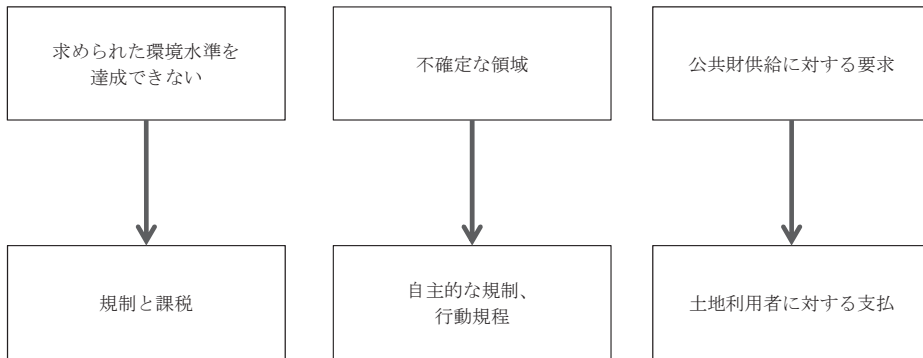 求められた環境水準を
達成できない
不確定な領域
公共財供給に対する要求
規制と課税
自主的な規制、
行動規程
土地利用者に対する支払